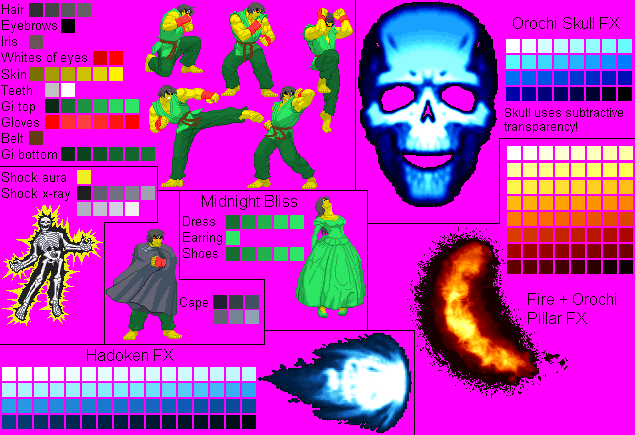 Hair
Eyebrows
Iris
Whites of eyes
Skin
Teeth
Gi top
Gloves
Belt
Gi bottom
Orochi Skull FX
Skull uses subtractive
transparency!
Shock aura
Shock x-ray
Midnight Bliss
Dress
Earring
Shoes
Cape
Fire + Orochi
Pillar FX
Hadoken FX